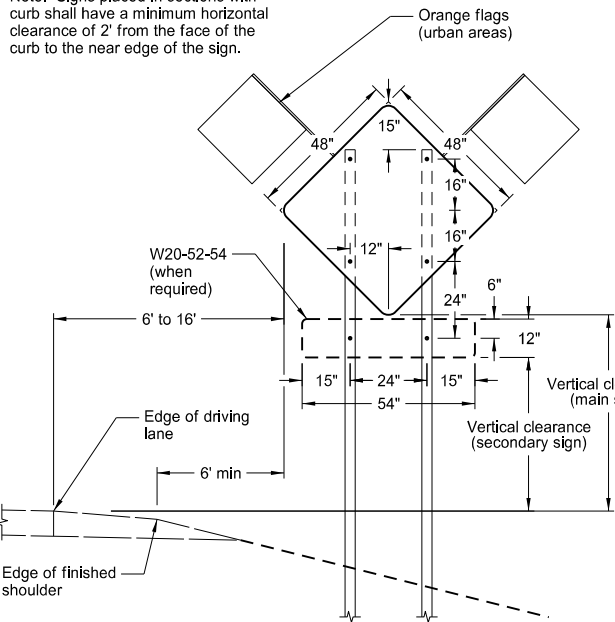 curb shall have a minimum horizontal
clearance of 2' from the face of the
curb to the near edge of the sign.
Orange flags
(urban areas)
15"
48"
48"
16"
12"
16"
W20-52-54
(when
required)
24"
6"
6' to 16'
12"
15"
24"
15"
54"
Vertical
(main
Vertical clearance
(secondary sign)
Edge of driving
lane
6' min
Edge of finished
shoulder